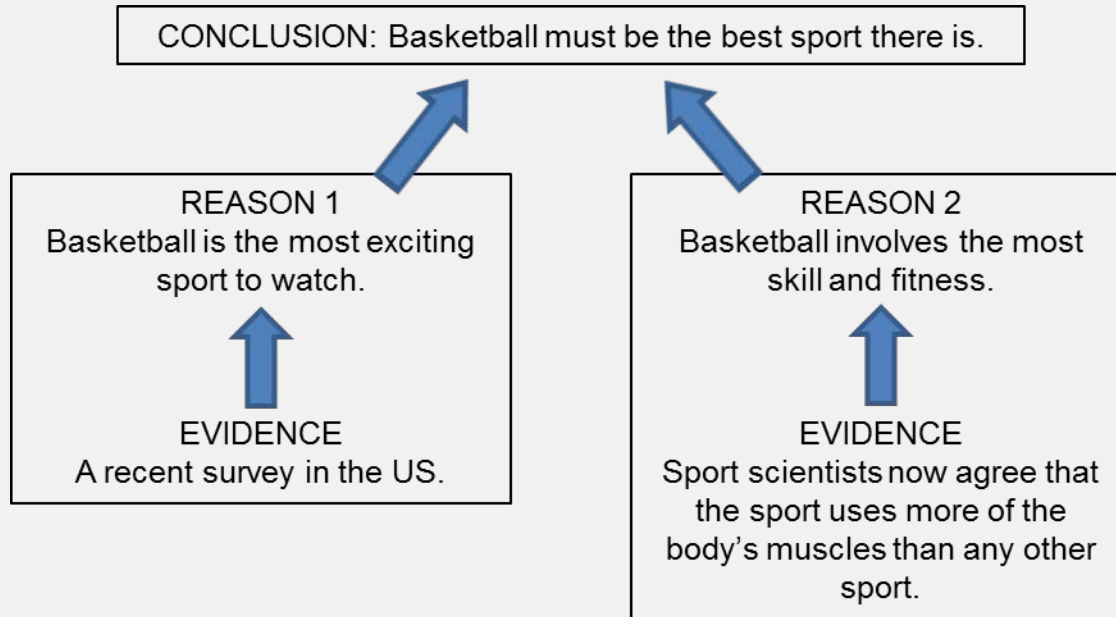 CONCLUSION: Basketball must be the best sport there is.
REASON 1
Basketball is the most exciting
sport to watch.
EVIDENCE
A recent survey in the US.
REASON 2
Basketball involves the most
skill and fitness.
EVIDENCE
Sport scientists now agree that
the sport uses more of the
body’s muscles than any other
sport.